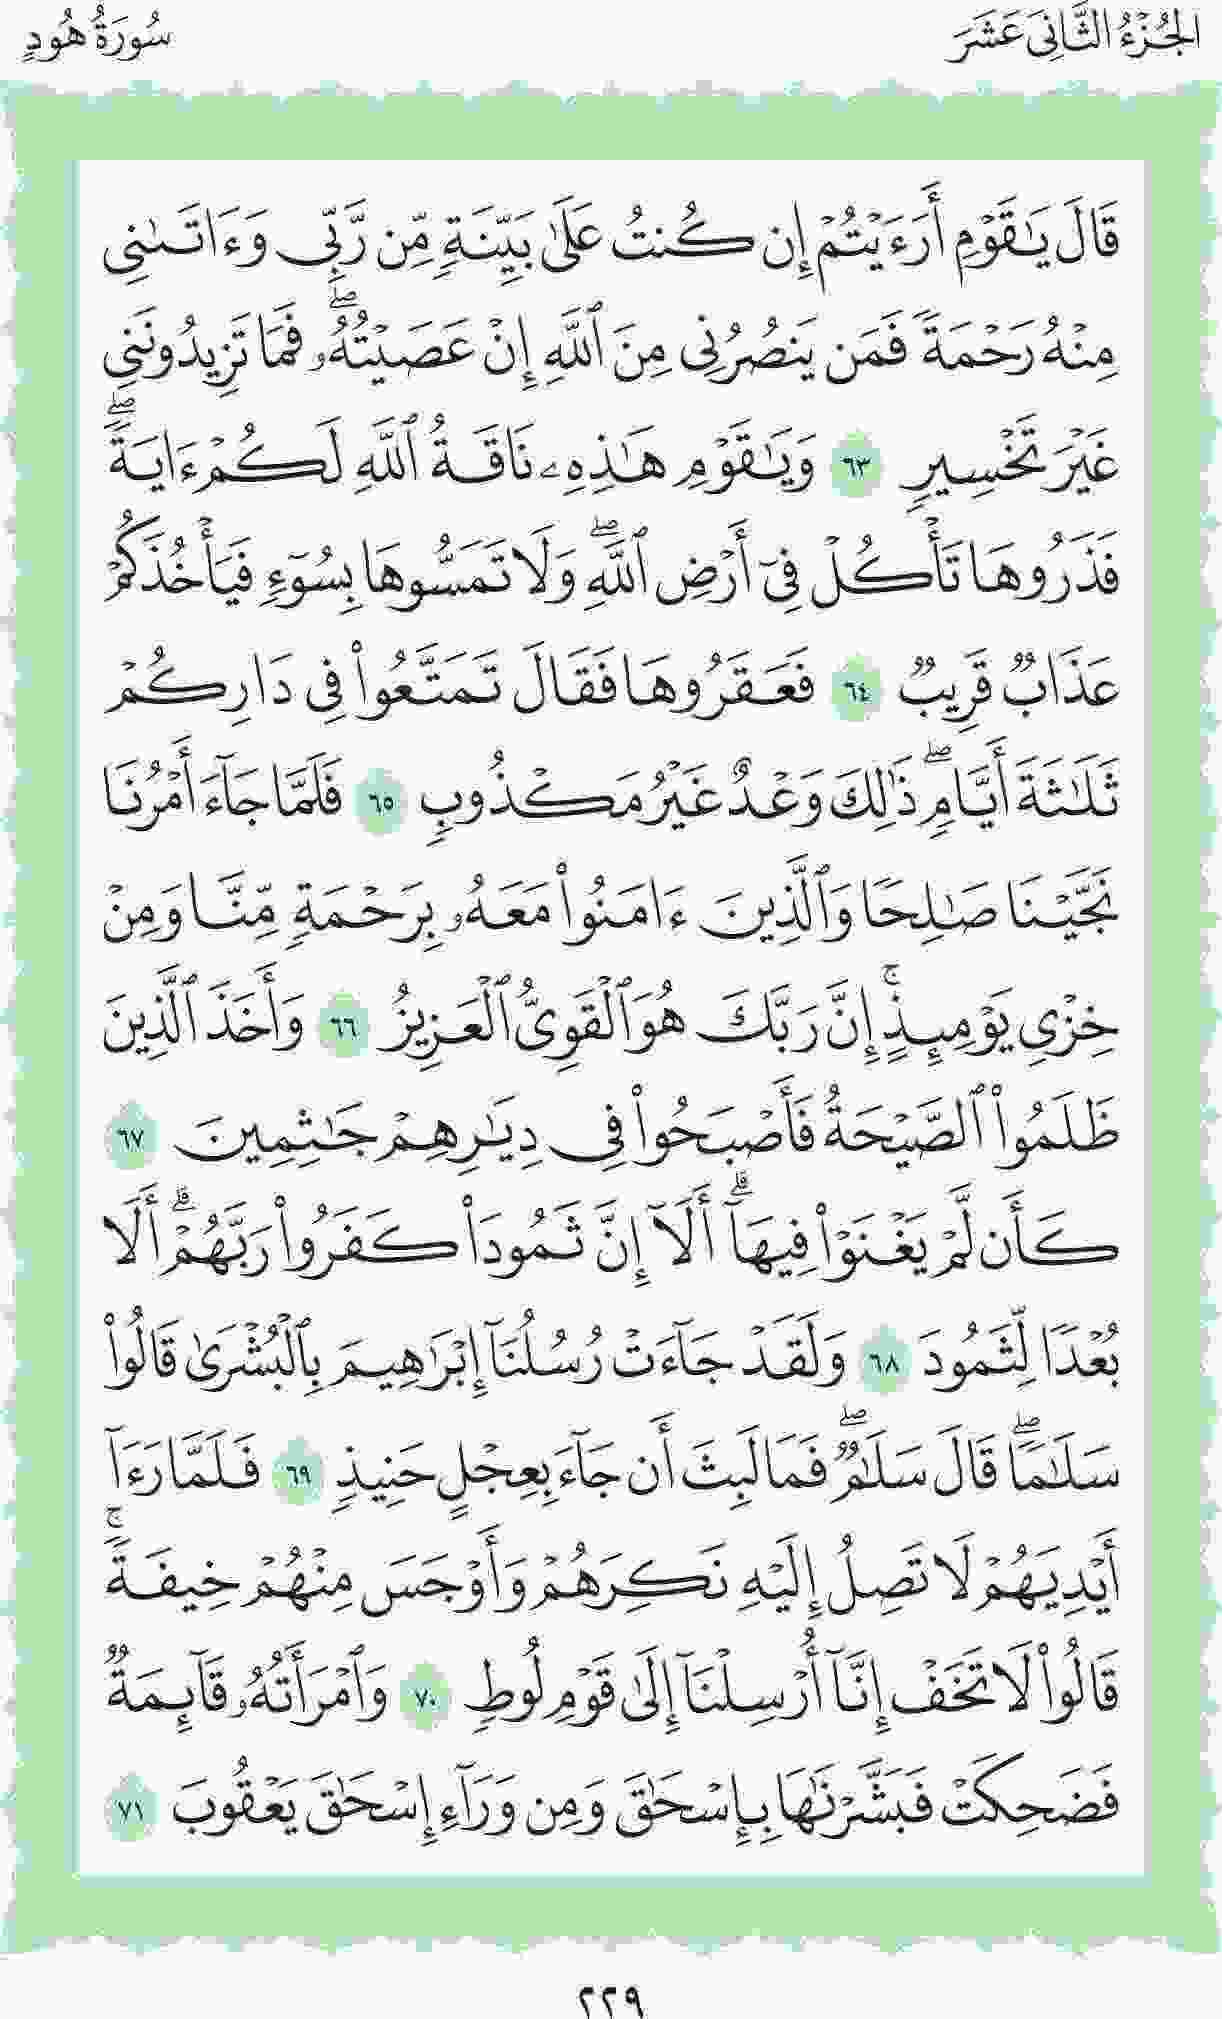 الجُزْءُ الثَّانِيَ عَشَرَ
سُورَةُ هُودٍ
قَالَ يَٰقَوْمِ أَرَءَيْتُمْ إِن كُنتُ عَلَىٰ بَيِّنَةٍ مِّن رَّبِّى وَءَاتَىٰنِى
مِنْهُ رَحْمَةً فَمَن يَنصُرُنِى مِنَ ٱللَّهِ إِنْ عَصَيْتُهُۥۖ فَمَا تَزِيدُونَنِى
غَيْرَ تَخْسِيرٍ ٦٣ وَيَٰقَوْمِ هَٰذِهِۦ نَاقَةُ ٱللَّهِ لَكُمْ ءَايَةًۖ
فَذَرُوهَا تَأْكُلْ فِىٓ أَرْضِ ٱللَّهِۖ وَلَا تَمَسُّوهَا بِسُوٓءٍ فَيَأْخُذَكُمْ
عَذَابٌ قَرِيبٌ ٦٤ فَعَقَرُوهَا فَقَالَ تَمَتَّعُوا۟ فِى دَارِكُمْ
ثَلَٰثَةَ أَيَّامٍۖ ذَٰلِكَ وَعْدٌ غَيْرُ مَكْذُوبٍ ٦٥ فَلَمَّا جَآءَ أَمْرُنَا
نَجَّيْنَا صَٰلِحًا وَٱلَّذِينَ ءَامَنُوا۟ مَعَهُۥ بِرَحْمَةٍ مِّنَّا وَمِنْ
خِزْىِ يَوْمِئِذٍۚ إِنَّ رَبَّكَ هُوَ ٱلْقَوِىُّ ٱلْعَزِيزُ ٦٦ وَأَخَذَ ٱلَّذِينَ
ظَلَمُوا۟ ٱلصَّيْحَةُ فَأَصْبَحُوا۟ فِى دِيَٰرِهِمْ جَٰثِمِينَ ٦٧
كَأَن لَّمْ يَغْنَوْا۟ فِيهَآۗ أَلَآ إِنَّ ثَمُودَا۟ كَفَرُوا۟ رَبَّهُمْۗ أَلَا
بُعْدًا لِّثَمُودَ ٦٨ وَلَقَدْ جَآءَتْ رُسُلُنَآ إِبْرَٰهِيمَ بِٱلْبُشْرَىٰ قَالُوا۟
سَلَٰمًاۖ قَالَ سَلَٰمٌۖ فَمَا لَبِثَ أَن جَآءَ بِعِجْلٍ حَنِيذٍ ٦٩ فَلَمَّا رَءَآ
أَيْدِيَهُمْ لَا تَصِلُ إِلَيْهِ نَكِرَهُمْ وَأَوْجَسَ مِنْهُمْ خِيفَةًۚ
قَالُوا۟ لَا تَخَفْ إِنَّآ أُرْسِلْنَآ إِلَىٰ قَوْمِ لُوطٍ ٧٠ وَٱمْرَأَتُهُۥ قَآئِمَةٌ
فَضَحِكَتْ فَبَشَّرْنَٰهَا بِإِسْحَٰقَ وَمِن وَرَآءِ إِسْحَٰقَ يَعْقُوبَ ٧١
٢٢٩